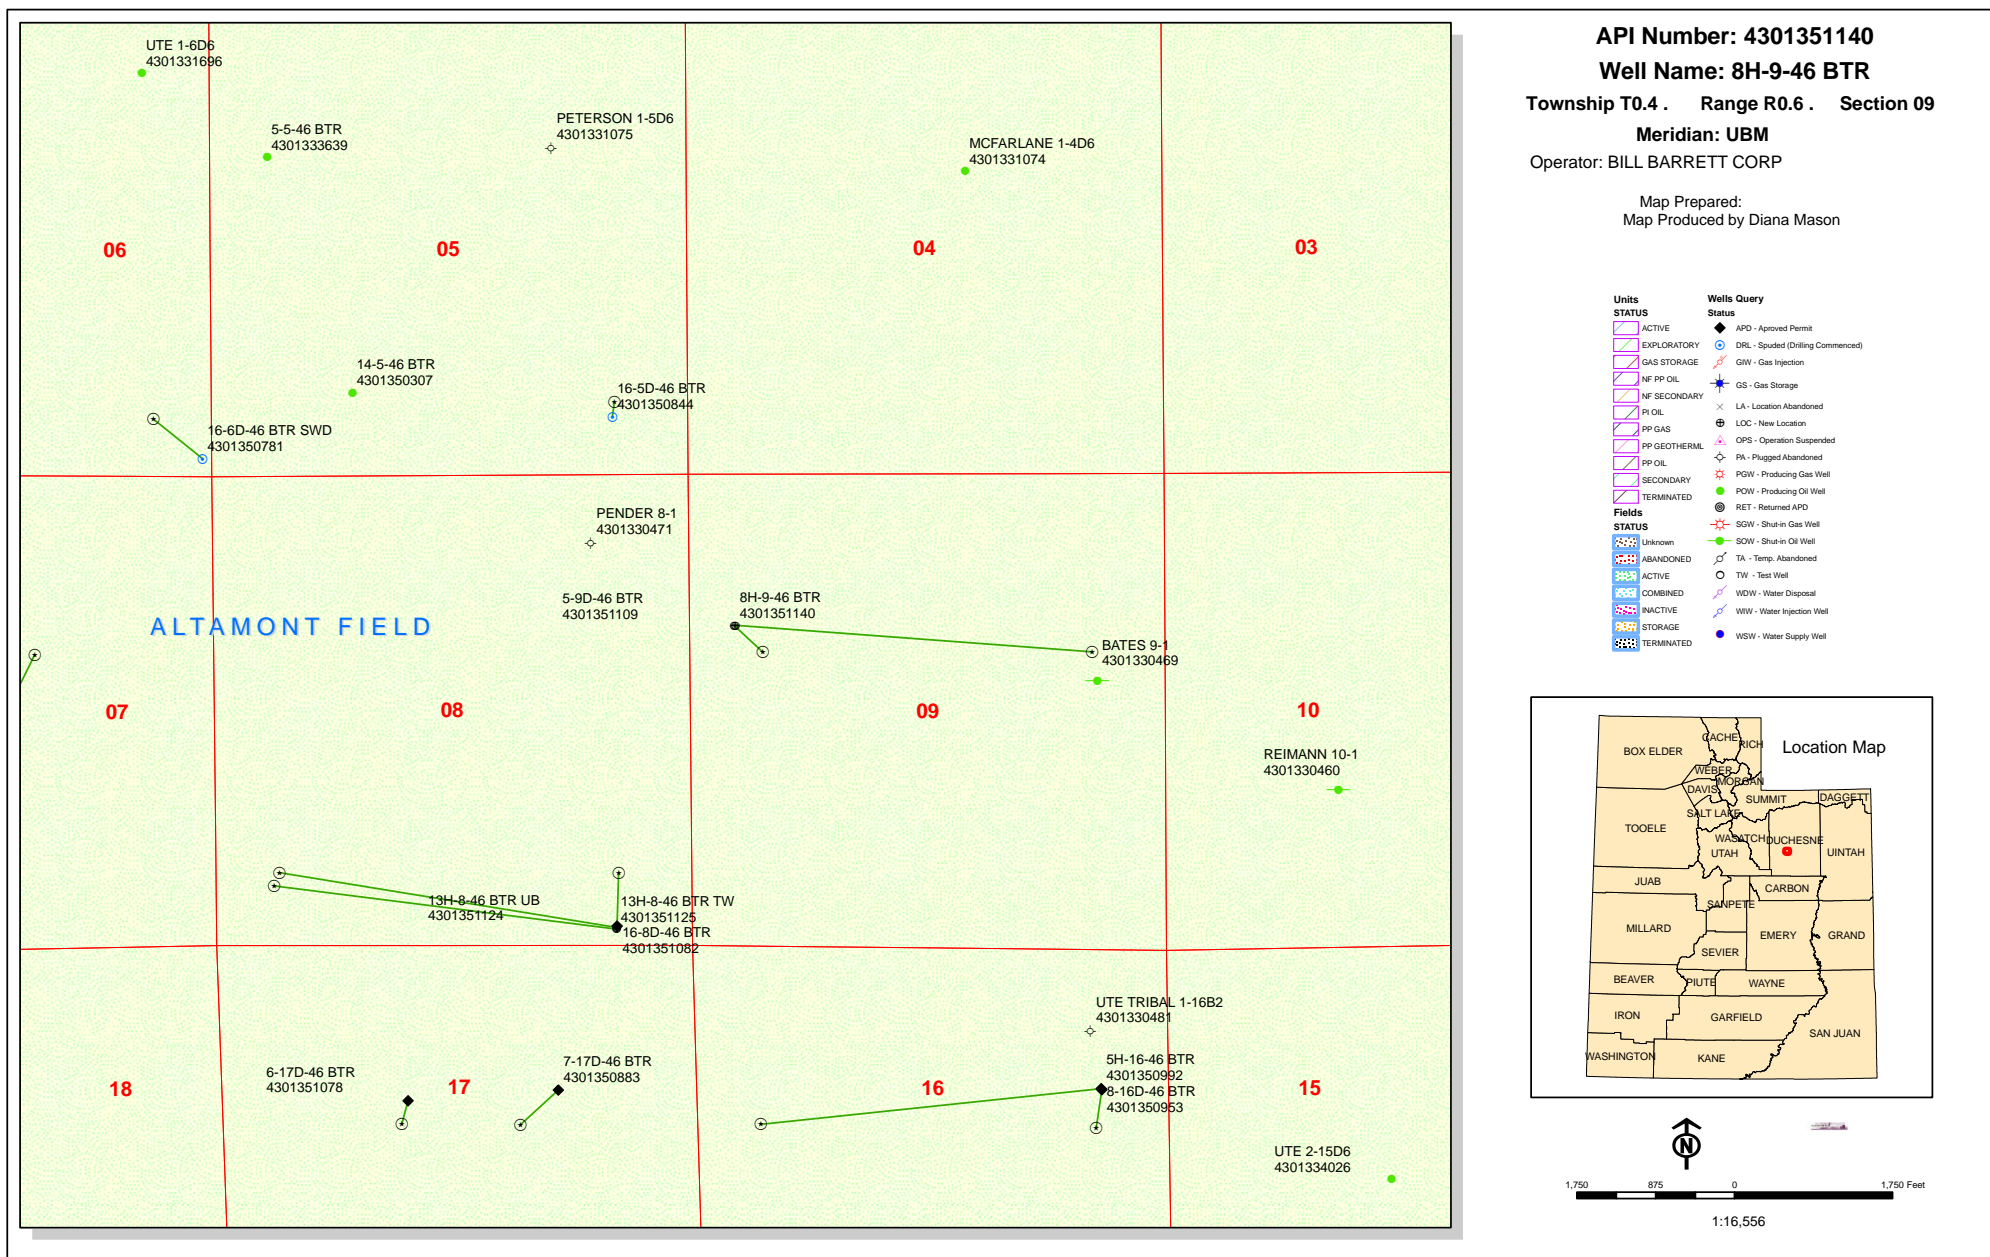 API Number: 4301351140
Well Name: 8H-9-46 BTR
Township T0.4 . Range R0.6 . Section 09
Meridian: UBM
Operator: BILL BARRETT CORP
Map Prepared:
Map Produced by Diana Mason
UTE 1-6D6
4301331696
5-5-46 BTR
4301333639
PETERSON 1-5D6
4301331075
MCFARLANE 1-4D6
4301331074
06
05
04
03
14-5-46 BTR
4301350307
16-5D-46 BTR
4301350844
16-6D-46 BTR SWD
4301350781
PENDER 8-1
4301330471
5-9D-46 BTR
4301351109
8H-9-46 BTR
4301351140
ALTAMONT FIELD
BATES 9-1
4301330469
07
08
09
10
REIMANN 10-1
4301330460
13H-8-46 BTR UB
4301351124
13H-8-46 BTR TW
4301351125
16-8D-46 BTR
4301351082
UTE TRIBAL 1-16B2
4301330481
6-17D-46 BTR
4301351078
7-17D-46 BTR
4301350883
5H-16-46 BTR
4301350992
8-16D-46 BTR
4301350953
18
17
16
15
UTE 2-15D6
4301334026
Units
STATUS
ACTIVE
EXPLORATORY
GAS STORAGE
NF PP OIL
NF SECONDARY
PI OIL
PP GAS
PP GEOTHERML
PP OIL
SECONDARY
TERMINATED
Fields
STATUS
Unknown
ABANDONED
ACTIVE
COMBINED
INACTIVE
STORAGE
TERMINATED
Wells Query
Status
APD - Aproved Permit
DRL - Spuded (Drilling Commenced)
GIW - Gas Injection
GS - Gas Storage
LA - Location Abandoned
LOC - New Location
OPS - Operation Suspended
PA - Plugged Abandoned
PGW - Producing Gas Well
POW - Producing Oil Well
RET - Returned APD
SGW - Shut-in Gas Well
SOW - Shut-in Oil Well
TA - Temp. Abandoned
TW - Test Well
WDW - Water Disposal
WIW - Water Injection Well
WSW - Water Supply Well
Location Map
BOX ELDER
CACHE
RICH
WEBER
MORGAN
DAVIS
SUMMIT
DAGGETT
SALT LAKE
TOOELE
WASATCH
DUCHESNE
UTAH
UINTAH
JUAB
CARBON
SANPETE
MILLARD
EMERY
GRAND
SEVIER
BEAVER
PIUTE
WAYNE
IRON
GARFIELD
SAN JUAN
WASHINGTON
KANE
N
1,750 875 0 1,750 Feet
1:16,556